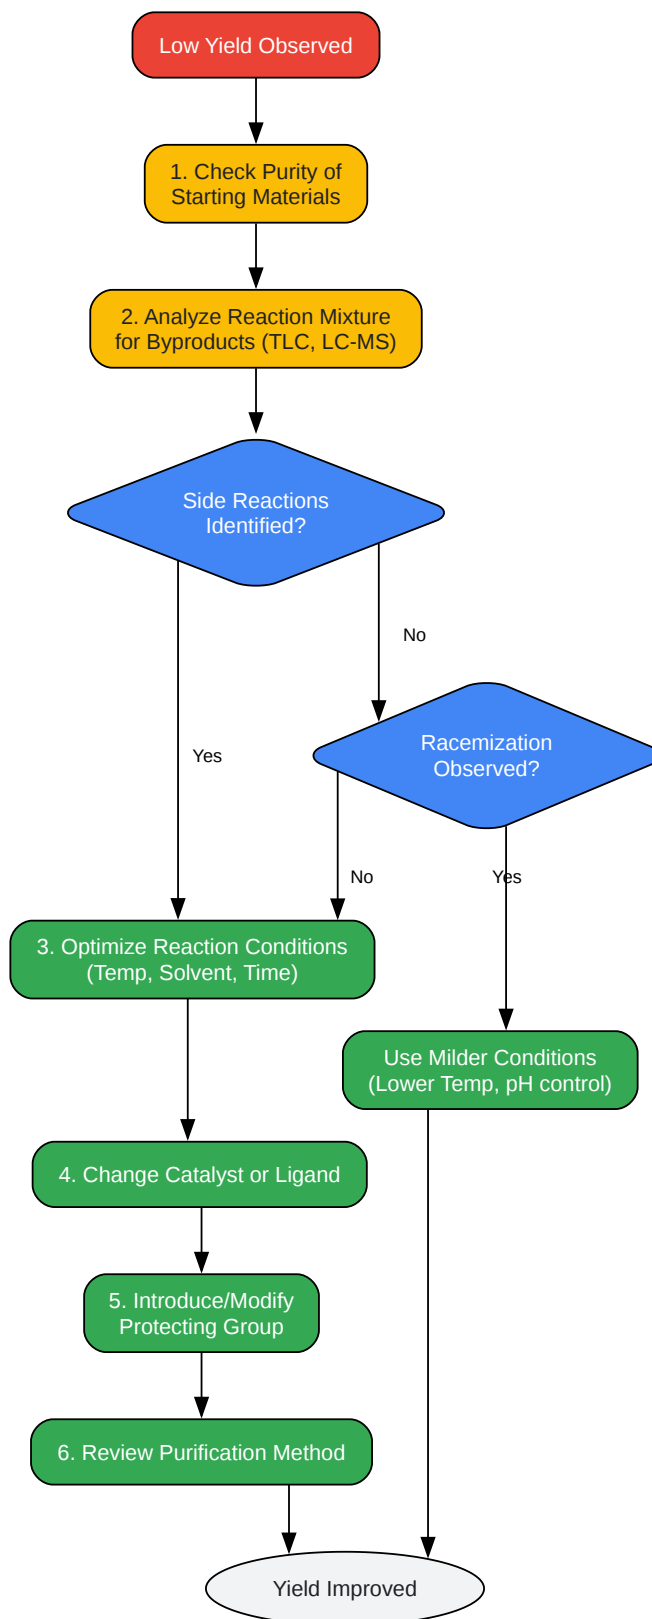 Low Yield Observed
1. Check Purity of
Starting Materials
2. Analyze Reaction Mixture
for Byproducts (TLC, LC-MS)
Side Reactions
Identified?
No
Racemization
Observed?
Yes
No
Yes
3. Optimize Reaction Conditions
(Temp, Solvent, Time)
Use Milder Conditions
(Lower Temp, pH control)
4. Change Catalyst or Ligand
5. Introduce/Modify
Protecting Group
6. Review Purification Method
Yield Improved